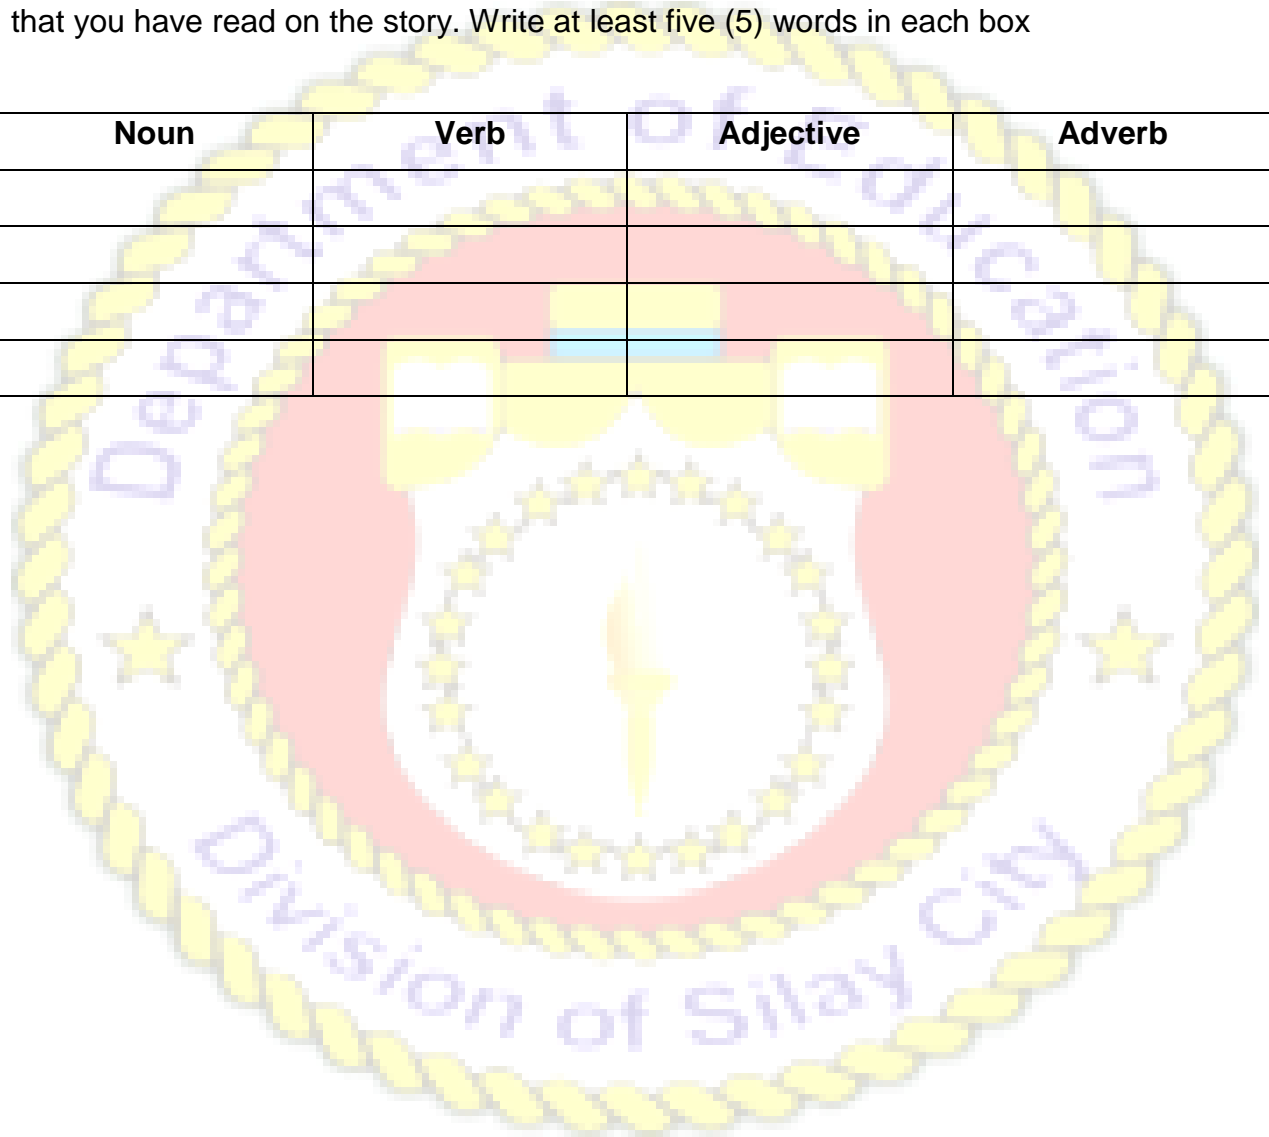 that you have read on the story. Write at least five (5) words in each box
Noun Verb Adjective Adverb
Department of Education
Division of Silay City